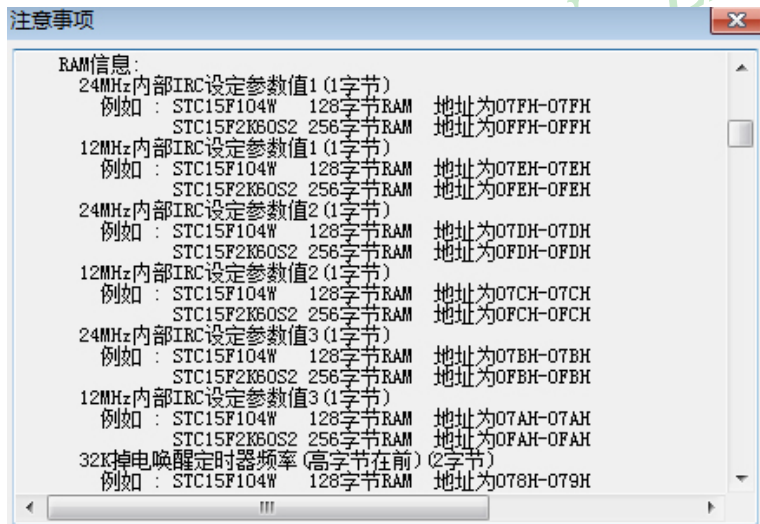 注意事项
RAM信息:
24MHz内部IRC设定参数值1(1字节)
例如 : STC15F104W 128字节RAM 地址为07FH-07FH
STC15F2K60S2 256字节RAM 地址为0FFH-0FFH
12MHz内部IRC设定参数值1(1字节)
例如 : STC15F104W 128字节RAM 地址为07EH-07EH
STC15F2K60S2 256字节RAM 地址为0FEH-0FEH
24MHz内部IRC设定参数值2(1字节)
例如 : STC15F104W 128字节RAM 地址为07DH-07DH
STC15F2K60S2 256字节RAM 地址为0FDH-0FDH
12MHz内部IRC设定参数值2(1字节)
例如 : STC15F104W 128字节RAM 地址为07CH-07CH
STC15F2K60S2 256字节RAM 地址为0FCH-0FCH
24MHz内部IRC设定参数值3(1字节)
例如 : STC15F104W 128字节RAM 地址为07BH-07BH
STC15F2K60S2 256字节RAM 地址为0FBH-0FBH
12MHz内部IRC设定参数值3(1字节)
例如 : STC15F104W 128字节RAM 地址为07AH-07AH
STC15F2K60S2 256字节RAM 地址为0FAH-0FAH
32K掉电唤醒定时器频率(高字节在前)(2字节)
例如 : STC15F104W 128字节RAM 地址为078H-079H